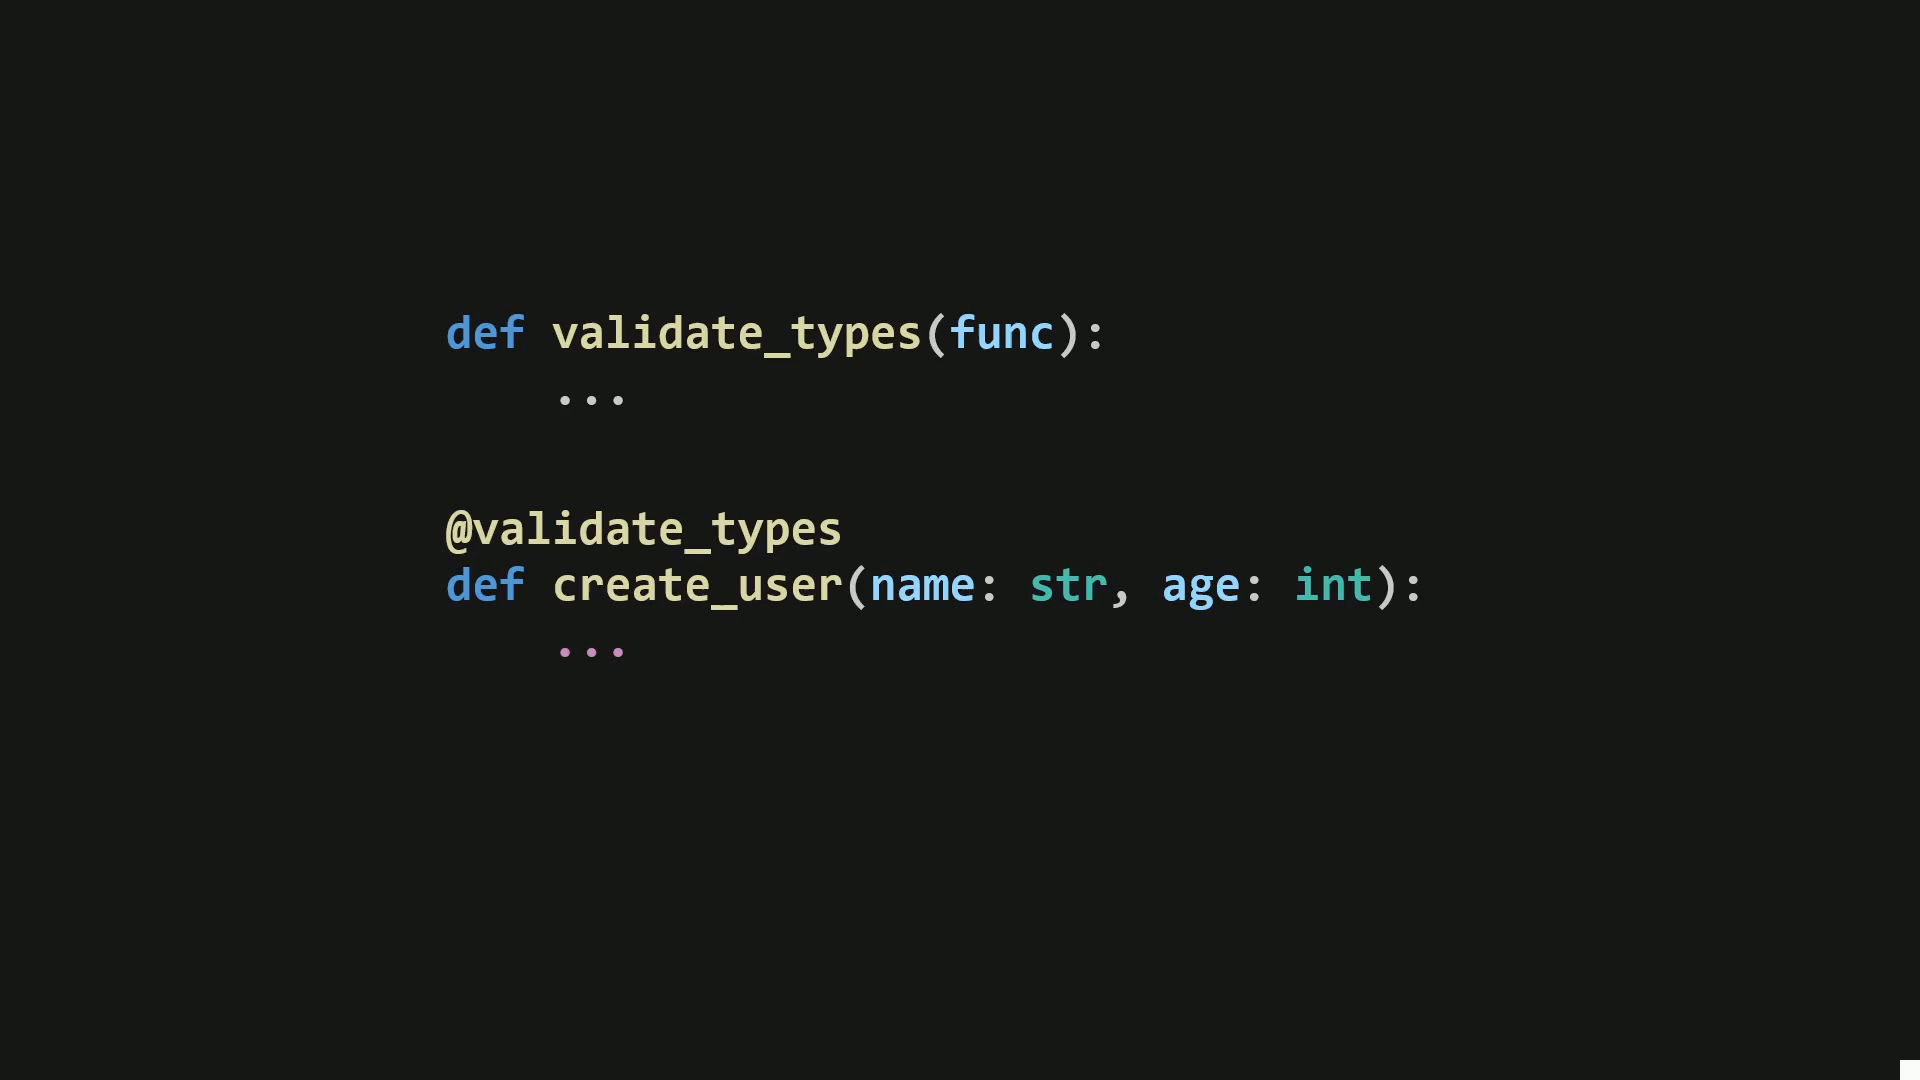 def validate_types(func):
    ...
@validate_types
def create_user(name: str, age: int):
    ...